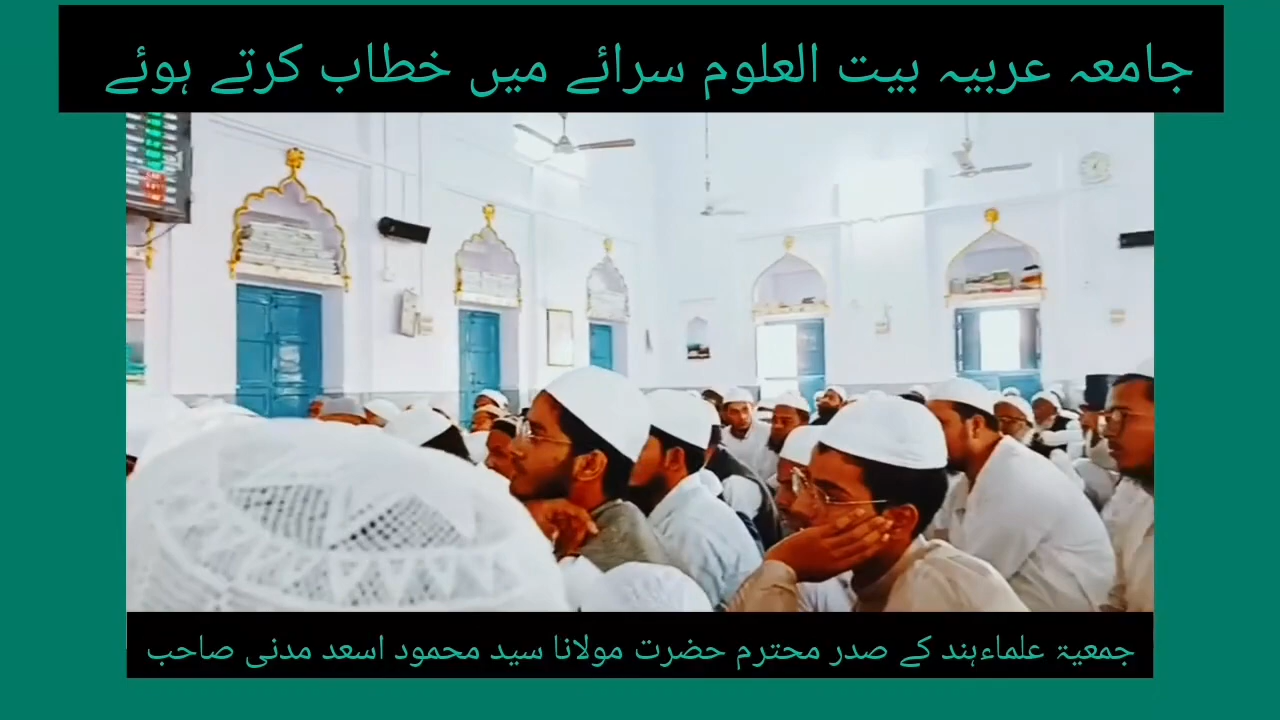 جامعہ عربیہ بیت العلوم سرائے میں خطاب کرتے ہوئے
جمعیۃ علماءہند کے صدر محترم حضرت مولانا سید محمود اسعد مدنی صاحب